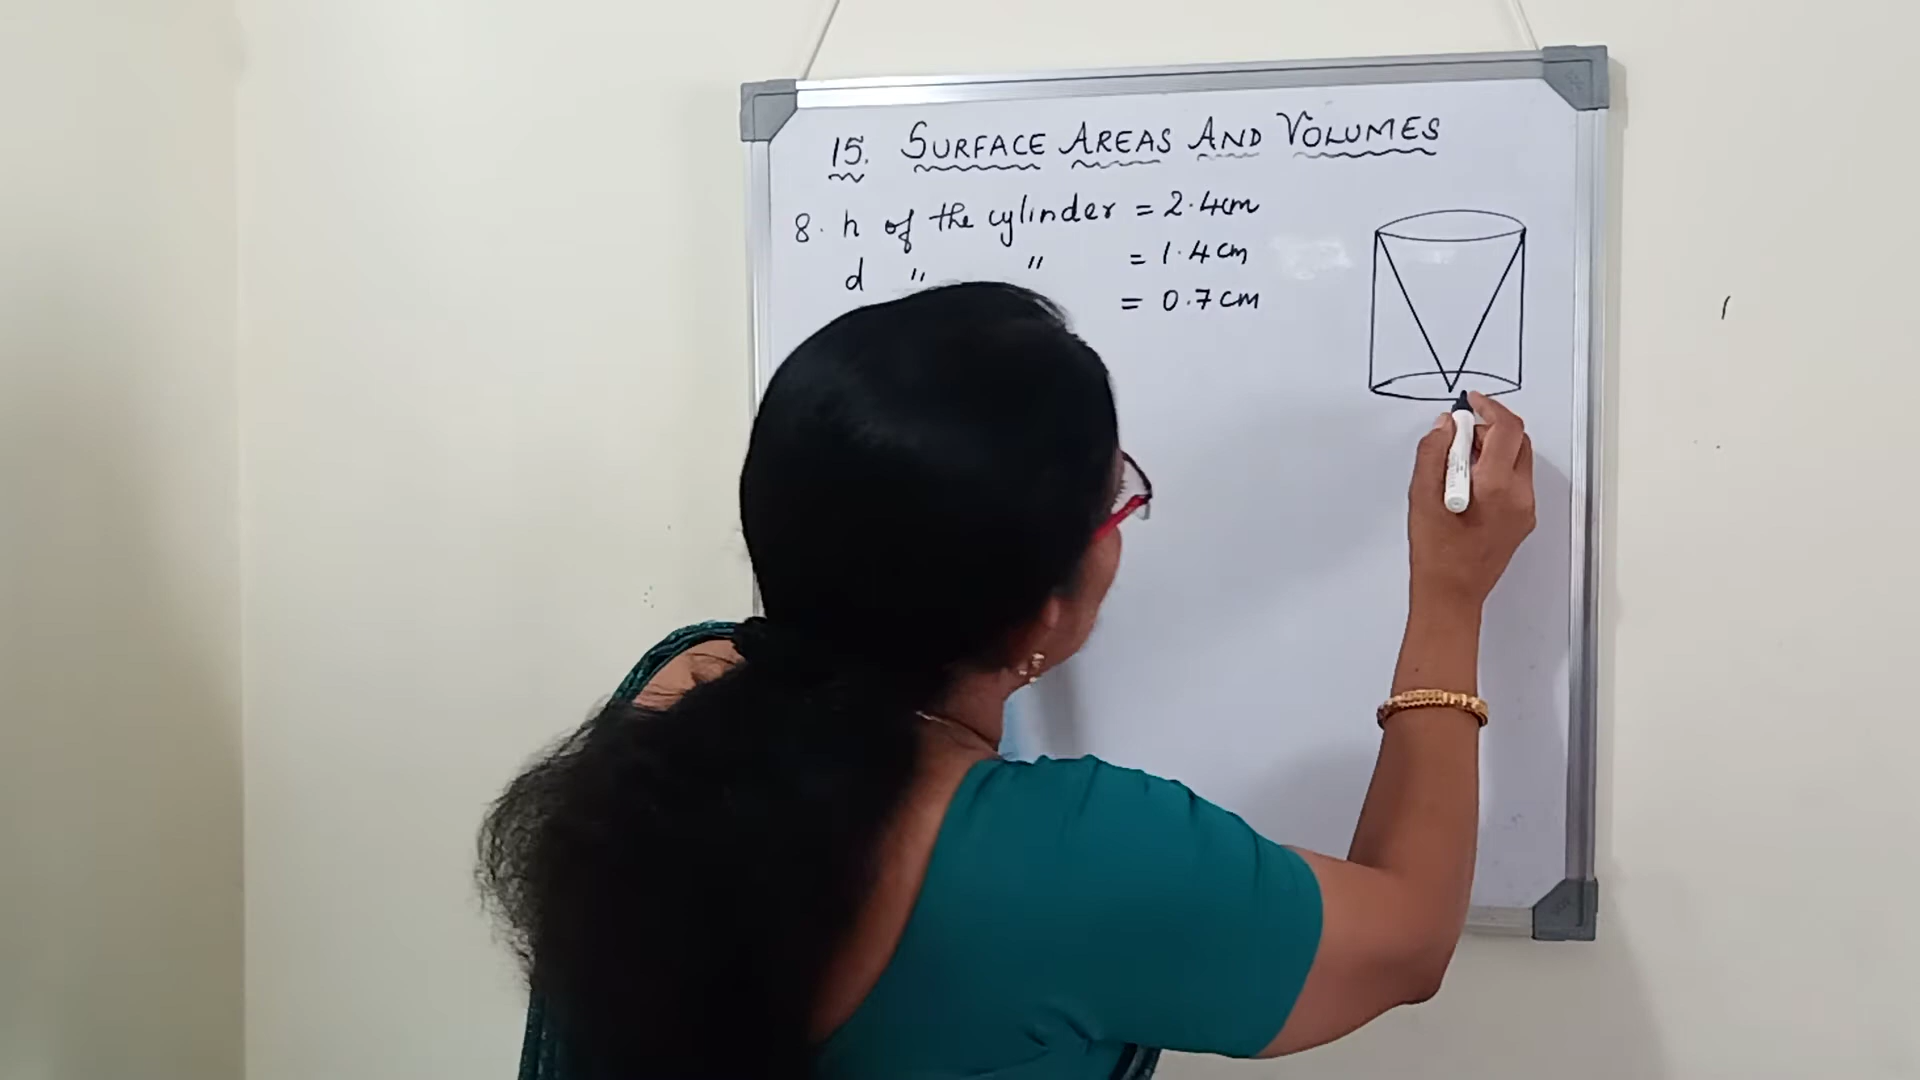 15. SURFACE AREAS AND VOLUMES
8. h of the cylinder = 2.4cm
d " " = 1.4cm
= 0.7cm